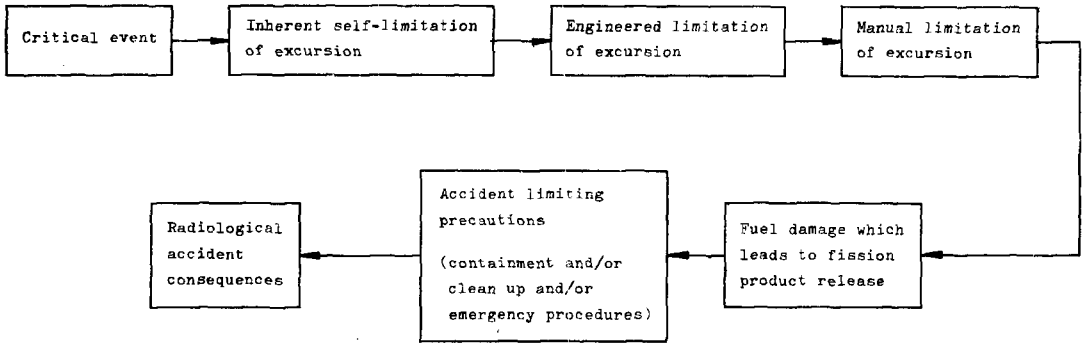 Critical event
Inherent self-limitation
of excursion
Engineered limitation
of excursion
Manual limitation
of excursion
Fuel damage which
leads to fission
product release
Accident limiting
precautions
(containment and/or
clean up and/or
emergency procedures)
Radiological
accident
consequences